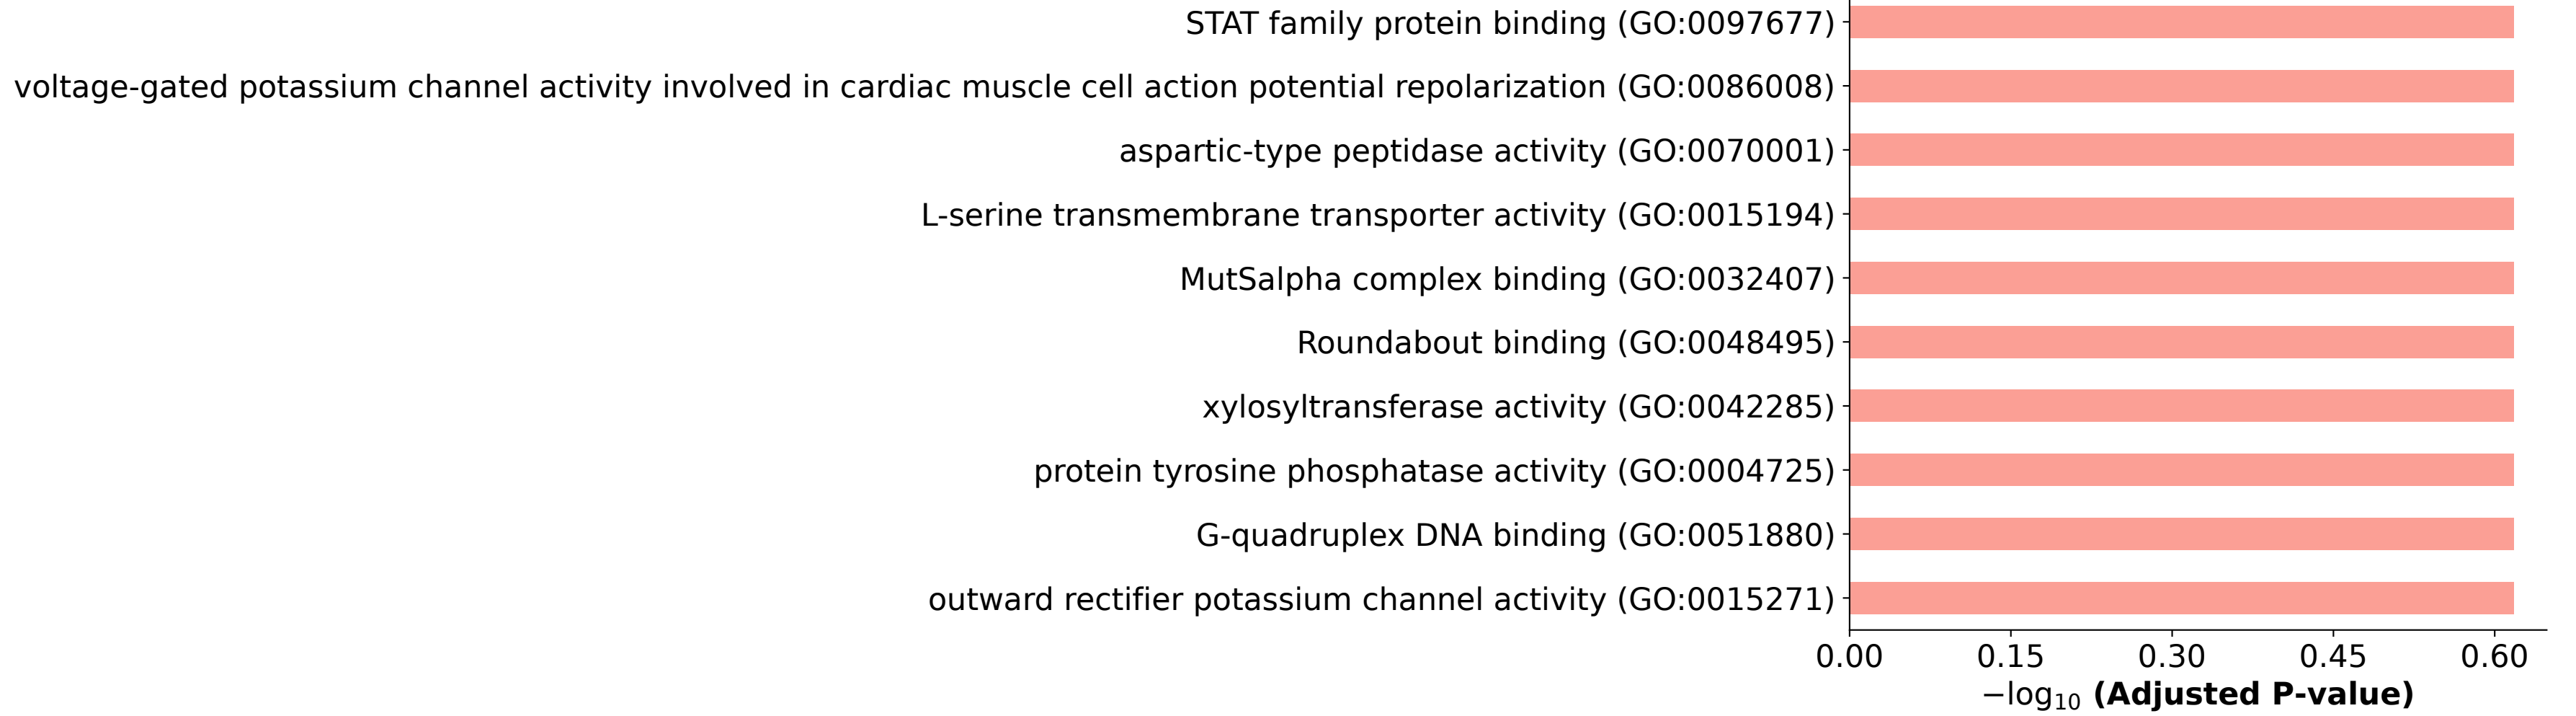 STAT family protein binding (GO:0097677)
voltage-gated potassium channel activity involved in cardiac muscle cell action potential repolarization (GO:0086008)
aspartic-type peptidase activity (GO:0070001)
L-serine transmembrane transporter activity (GO:0015194)
MutSalpha complex binding (GO:0032407)
Roundabout binding (GO:0048495)
xylosyltransferase activity (GO:0042285)
protein tyrosine phosphatase activity (GO:0004725)
G-quadruplex DNA binding (GO:0051880)
outward rectifier potassium channel activity (GO:0015271)
0.00 0.15 0.30 0.45 0.60
−log₁₀ (Adjusted P-value)